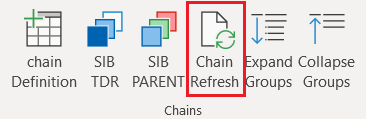 chain SIB SIB Chain Expand Collapse
Definition TDR PARENT Refresh Groups Groups
Chains